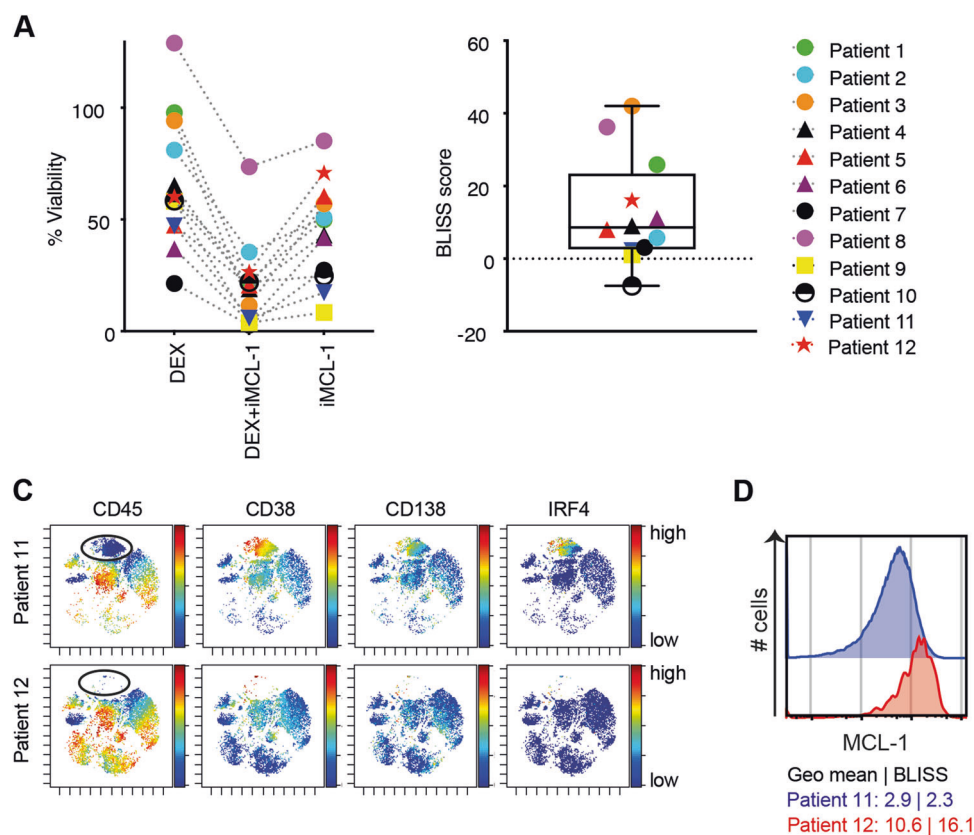 A
% Vialbility
100
50
0
DEX
DEX+iMCL-1
iMCL-1
BLISS score
60
40
20
0
-20
Patient 1
Patient 2
Patient 3
Patient 4
Patient 5
Patient 6
Patient 7
Patient 8
Patient 9
Patient 10
Patient 11
Patient 12
C
CD45
CD38
CD138
IRF4
Patient 11
high
low
Patient 12
high
low
D
# cells
MCL-1
Geo mean | BLISS
Patient 11: 2.9 | 2.3
Patient 12: 10.6 | 16.1